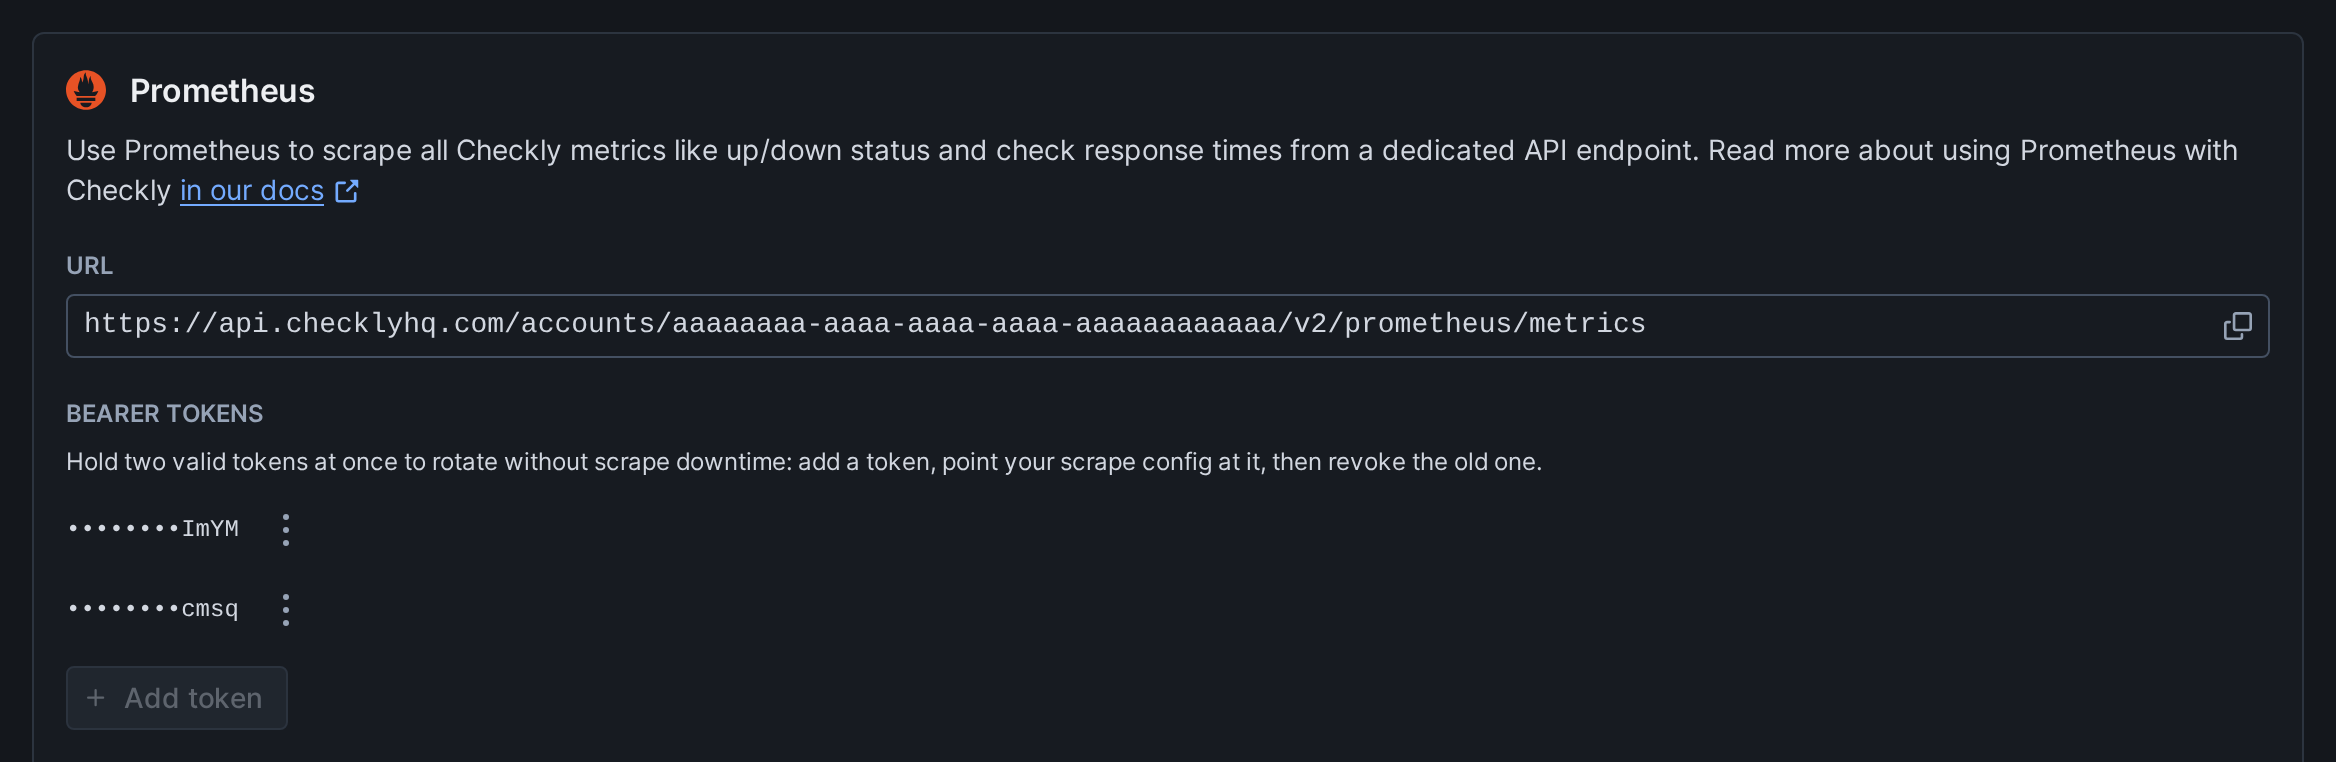 Prometheus
Use Prometheus to scrape all Checkly metrics like up/down status and check response times from a dedicated API endpoint. Read more about using Prometheus with
Checkly in our docs
URL
https://api.checklyhq.com/accounts/aaaaaaaa-aaaa-aaaa-aaaa-aaaaaaaaaaaa/v2/prometheus/metrics
BEARER TOKENS
Hold two valid tokens at once to rotate without scrape downtime: add a token, point your scrape config at it, then revoke the old one.
••••••••ImYM
••••••••cmsq
+ Add token